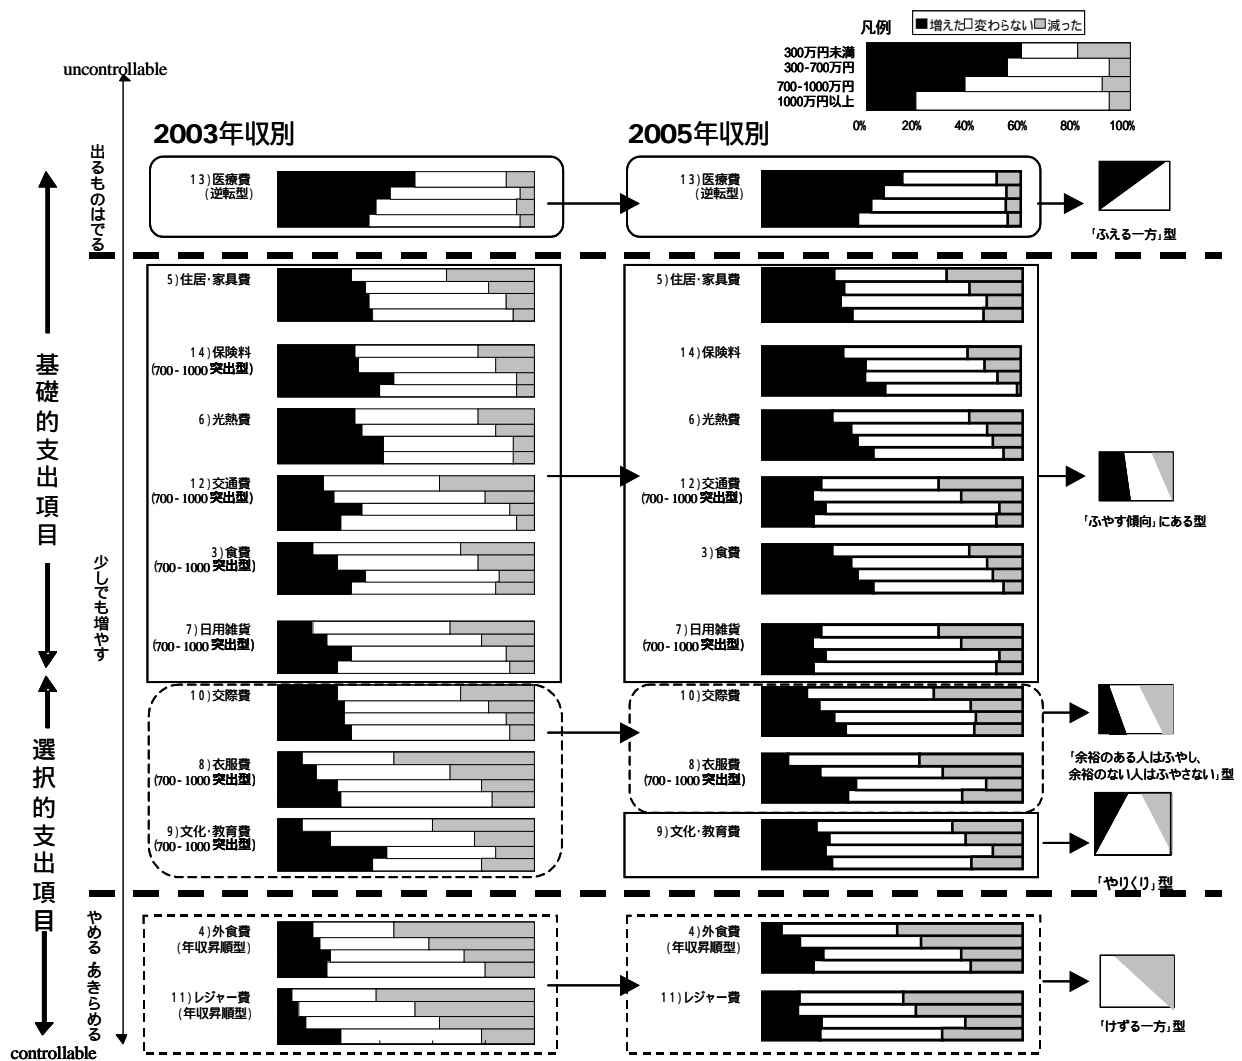 凡例
増えた 変わらない 減った
300万円未満
300-700万円
700-1000万円
1000万円以上
0% 20% 40% 60% 80% 100%
uncontrollable
2003年収別
2005年収別
出るものはでる
少しでも増やす
やめる・あきらめる
controllable
基礎的支出項目
選択的支出項目
13)医療費
(逆転型)
5)住居・家具費
14)保険料
(700-1000突出型)
6)光熱費
12)交通費
(700-1000突出型)
3)食費
(700-1000突出型)
7)日用雑貨
(700-1000突出型)
10)交際費
8)衣服費
(700-1000突出型)
9)文化・教育費
(700-1000突出型)
4)外食費
(年収昇順型)
11)レジャー費
(年収昇順型)
13)医療費
(逆転型)
5)住居・家具費
14)保険料
6)光熱費
12)交通費
(700-1000突出型)
3)食費
7)日用雑貨
(700-1000突出型)
10)交際費
8)衣服費
(700-1000突出型)
9)文化・教育費
4)外食費
(年収昇順型)
11)レジャー費
「ふえる一方」型
「ふやす傾向」にある型
「余裕のある人はふやし、
余裕のない人はふやさない」型
「やりくり」型
「けずる一方」型